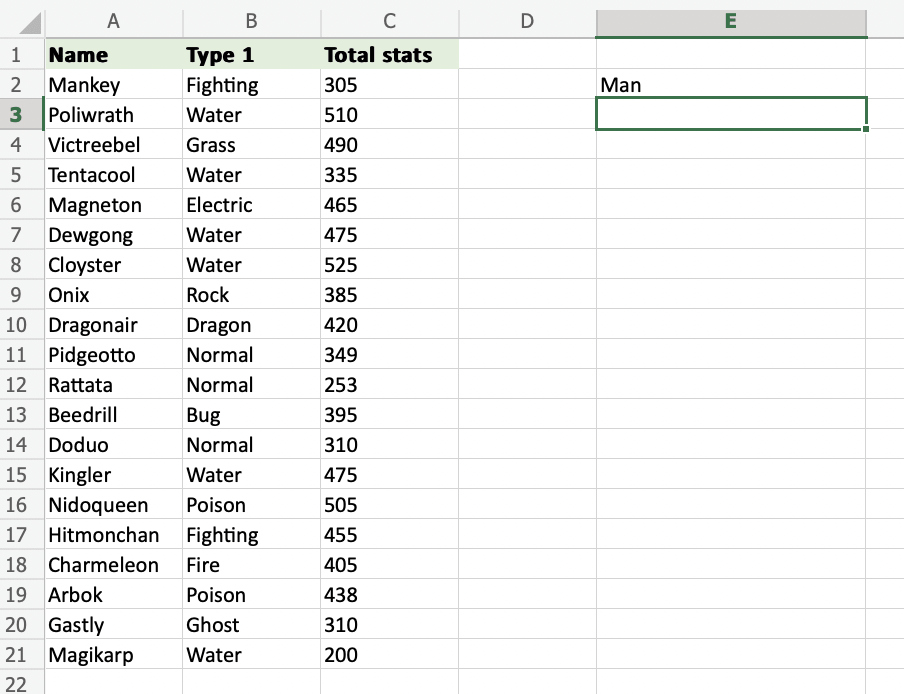 A B C D E
1 Name Type 1 Total stats
2 Mankey Fighting 305 Man
3 Poliwrath Water 510
4 Victreebel Grass 490
5 Tentacool Water 335
6 Magneton Electric 465
7 Dewgong Water 475
8 Cloyster Water 525
9 Onix Rock 385
10 Dragonair Dragon 420
11 Pidgeotto Normal 349
12 Rattata Normal 253
13 Beedrill Bug 395
14 Doduo Normal 310
15 Kingler Water 475
16 Nidoqueen Poison 505
17 Hitmonchan Fighting 455
18 Charmeleon Fire 405
19 Arbok Poison 438
20 Gastly Ghost 310
21 Magikarp Water 200
22